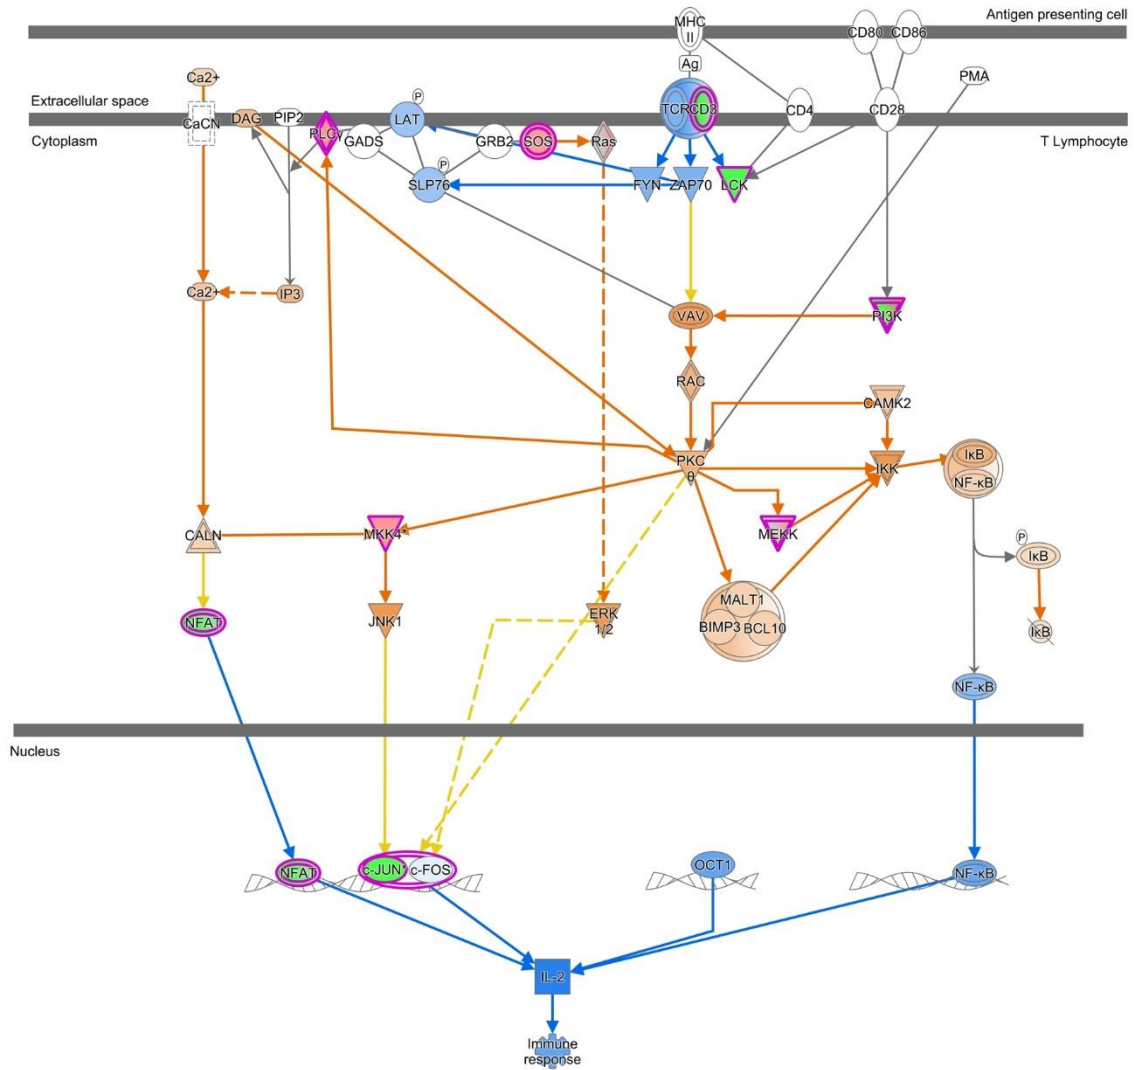 Antigen presenting cell
MHC
II
CD80
CD86
Ag
PMA
Ca2+
Extracellular space
P
CaCN
DAG
PIP2
LAT
TCR
CD3
CD4
CD28
Cytoplasm
PLCγ
GADS
GRB2
SOS
Ras
T Lymphocyte
P
SLP76
FYN
ZAP70
LCK
Ca2+
IP3
VAV
PI3K
RAC
CAMK2
PKC
θ
IKK
IκB
NF-κB
CALN
MKK4*
MEKK
P
IκB
MALT1
BIMP3
BCL10
NFAT
JNK1
ERK
1/2
IκB
NF-κB
Nucleus
NFAT
c-JUN*
c-FOS
OCT1
NF-κB
IL-2
Immune
response